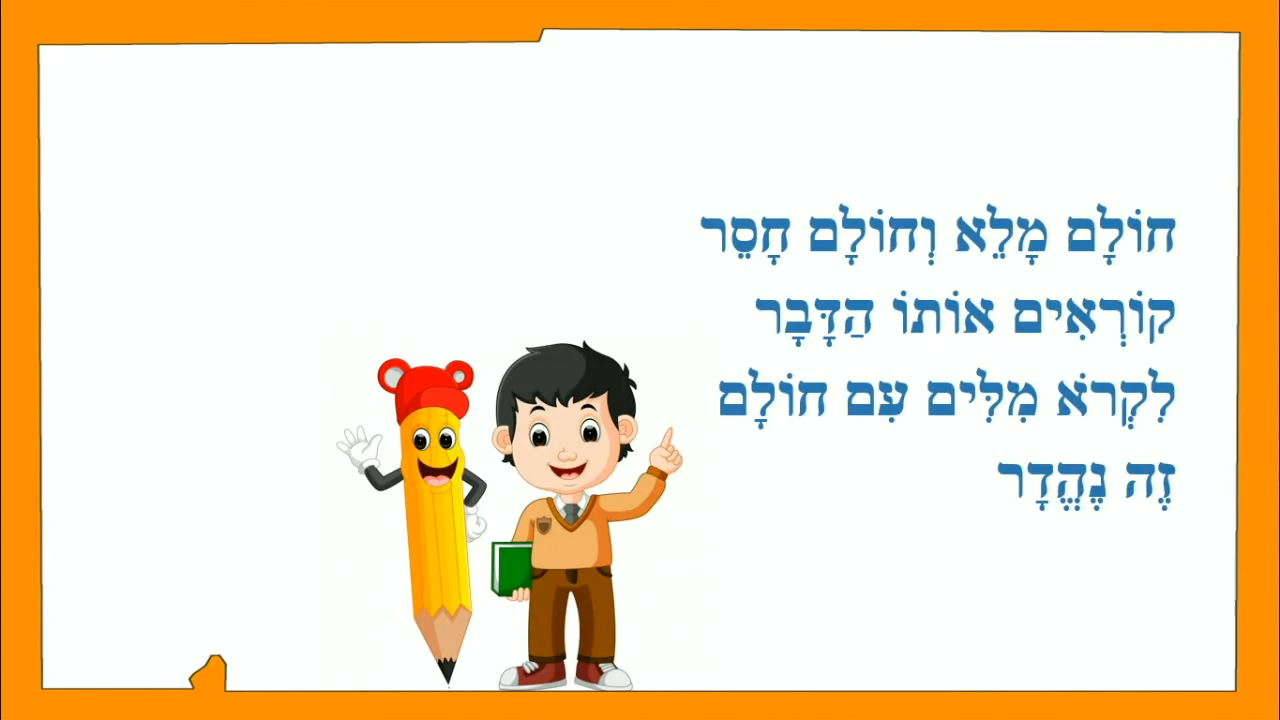 חוֹלָם מָלֵא וְחוֹלָם חָסֵר
קוֹרְאִים אוֹתוֹ הַדָּבָר
לִקְרֹא מִלִּים עִם חוֹלָם
זֶה נֶהֱדָר